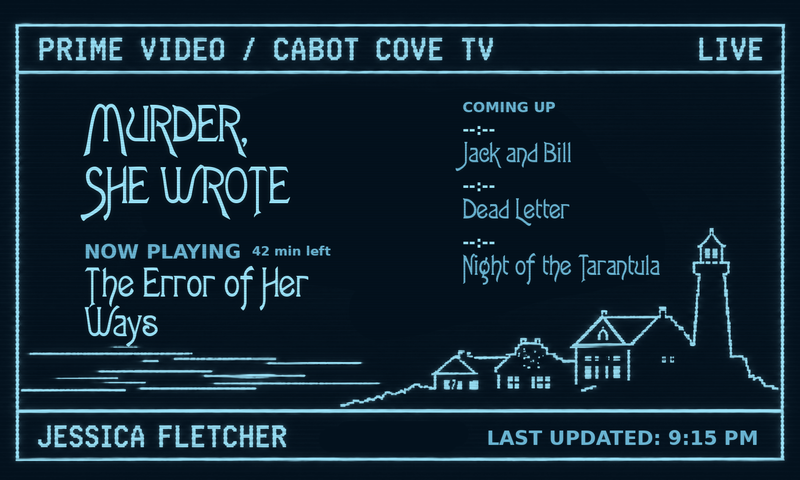 PRIME VIDEO / CABOT COVE TV
LIVE
MURDER,
SHE WROTE
NOW PLAYING 42 min left
The Error of Her
Ways
COMING UP
--:--
Jack and Bill
--:--
Dead Letter
--:--
Night of the Tarantula
JESSICA FLETCHER
LAST UPDATED: 9:15 PM